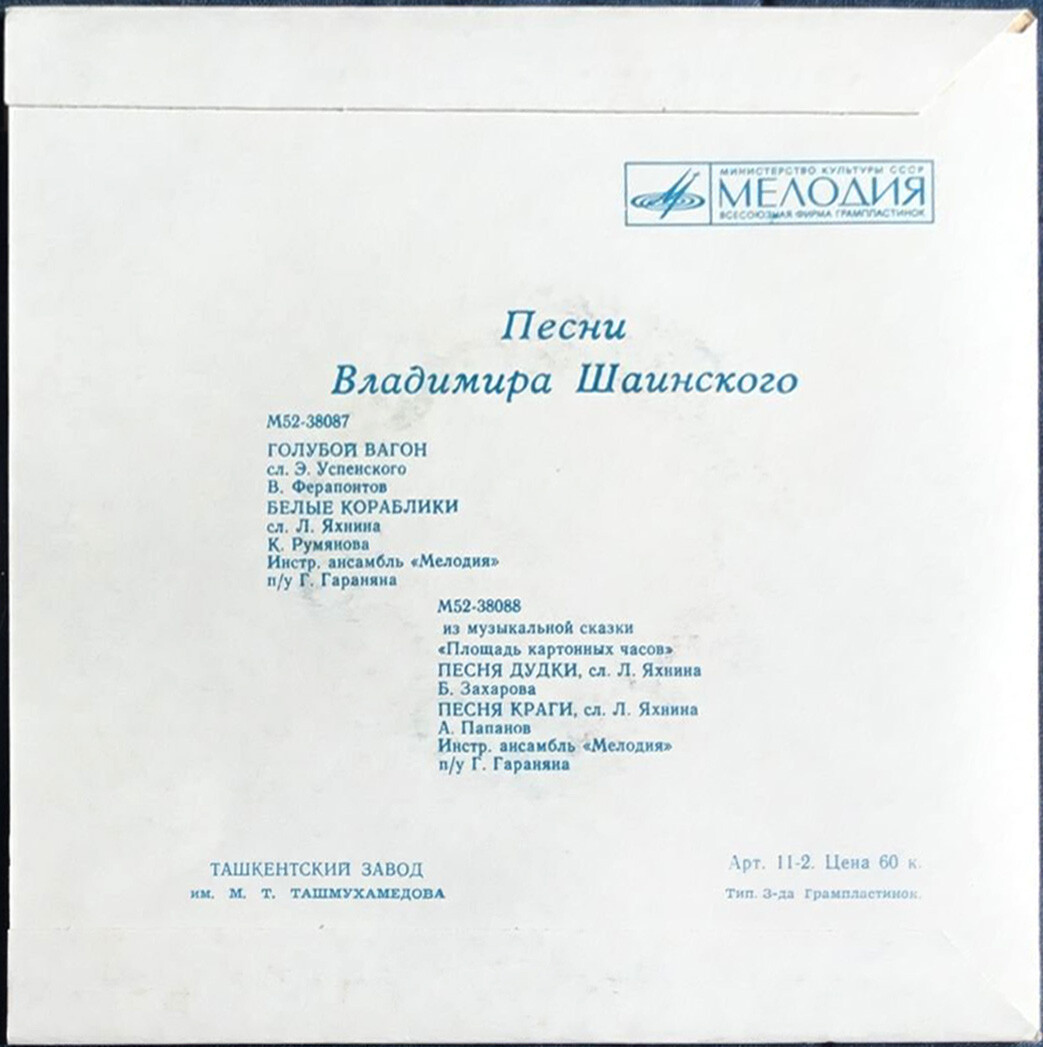 МИНИСТЕРСТВО КУЛЬТУРЫ СССР
МЕЛОДИЯ
ВСЕСОЮЗНАЯ ФИРМА ГРАМПЛАСТИНОК
Песни
Владимира Шаинского
М52-38087
ГОЛУБОЙ ВАГОН
сл. Э. Успенского
В. Ферапонтов
БЕЛЫЕ КОРАБЛИКИ
сл. Л. Яхнина
К. Румянова
Инстр. ансамбль «Мелодия»
п/у Г. Гараняна
М52-38088
из музыкальной сказки
«Площадь картонных часов»
ПЕСНЯ ДУДКИ, сл. Л. Яхнина
Б. Захарова
ПЕСНЯ КРАГИ, сл. Л. Яхнина
А. Папанов
Инстр. ансамбль «Мелодия»
п/у Г. Гараняна
ТАШКЕНТСКИЙ ЗАВОД
им. М. Т. ТАШМУХАМЕДОВА
Арт. 11-2. Цена 60 к.
Тип. З-да Грампластинок.